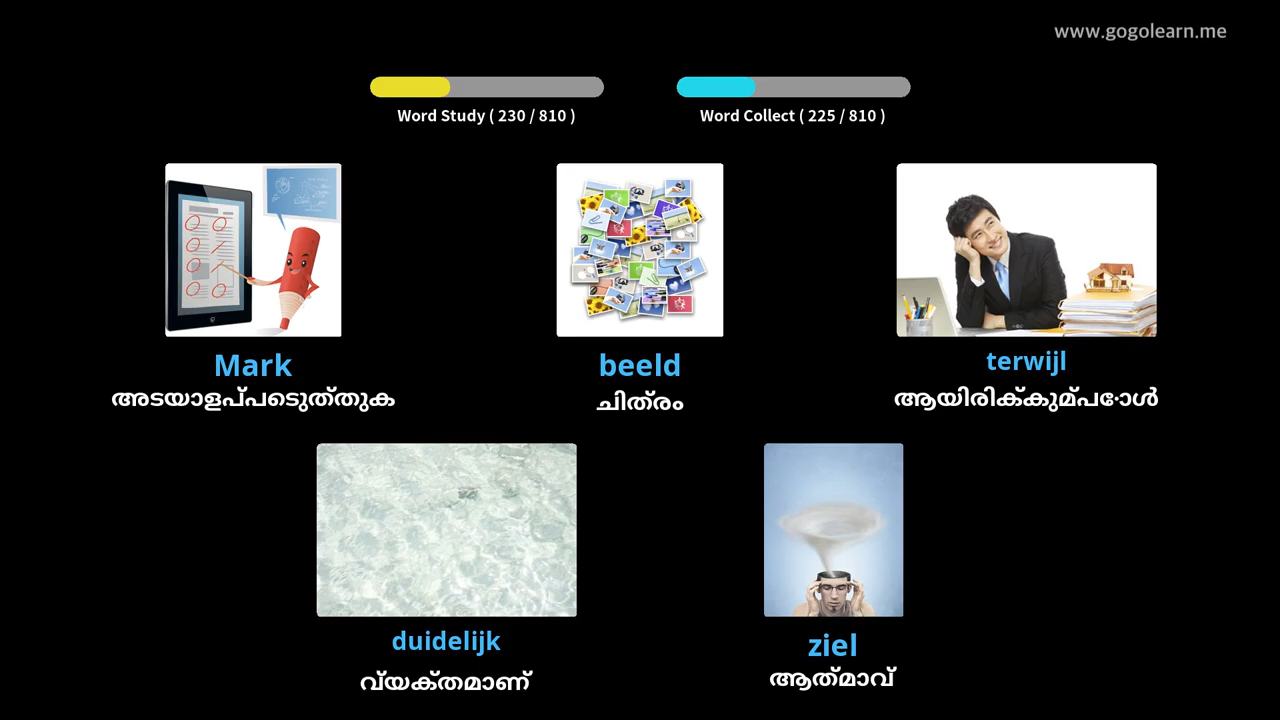 www.gogolearn.me
Word Study ( 230 / 810 )
Word Collect ( 225 / 810 )
Mark
അടയാളപ്പടെുത്തുക
beeld
ചിത്രം
terwijl
ആയിരിക്കുമ്പോൾ
duidelijk
വ്യക്തമാണ്
ziel
ആത്മാവ്